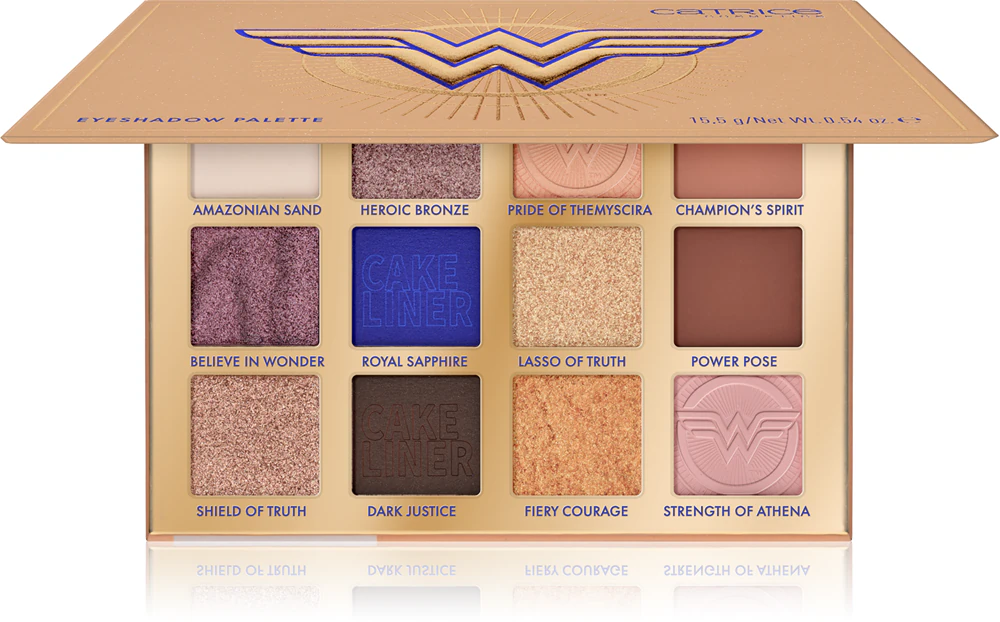 CATRICE
COSMETICS
EYESHADOW PALETTE
15,5 g/Net Wt. 0.54 oz. ℮
AMAZONIAN SAND
HEROIC BRONZE
PRIDE OF THEMYSCIRA
CHAMPION'S SPIRIT
CAKE
LINER
BELIEVE IN WONDER
ROYAL SAPPHIRE
LASSO OF TRUTH
POWER POSE
CAKE
LINER
SHIELD OF TRUTH
DARK JUSTICE
FIERY COURAGE
STRENGTH OF ATHENA